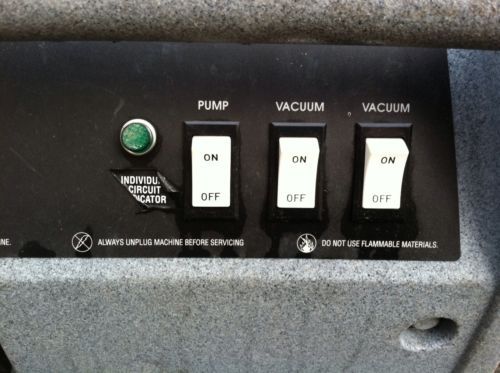 PUMP
VACUUM
VACUUM
ON
OFF
ON
OFF
ON
OFF
CIRCUIT
ALWAYS UNPLUG MACHINE BEFORE SERVICING
DO NOT USE FLAMMABLE MATERIALS.